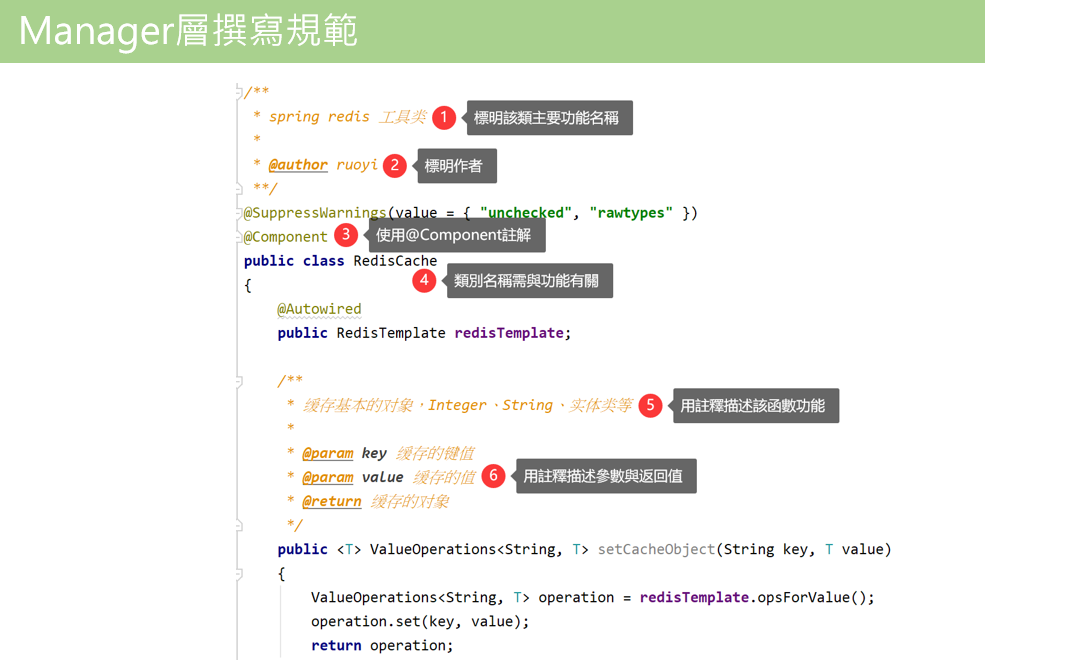 Manager層撰寫規範
/**
* spring redis 工具类 1 標明該類主要功能名稱
*
* @author ruoyi 2 標明作者
**/
@SuppressWarnings(value = { "unchecked", "rawtypes" })
@Component 3 使用@Component註解
public class RedisCache
4 類別名稱需與功能有關
{
@Autowired
public RedisTemplate redisTemplate;
/**
* 缓存基本的对象，Integer、String、实体类等 5 用註釋描述該函數功能
*
* @param key 缓存的键值
* @param value 缓存的值 6 用註釋描述參數與返回值
* @return 缓存的对象
*/
public <T> ValueOperations<String, T> setCacheObject(String key, T value)
{
ValueOperations<String, T> operation = redisTemplate.opsForValue();
operation.set(key, value);
return operation;